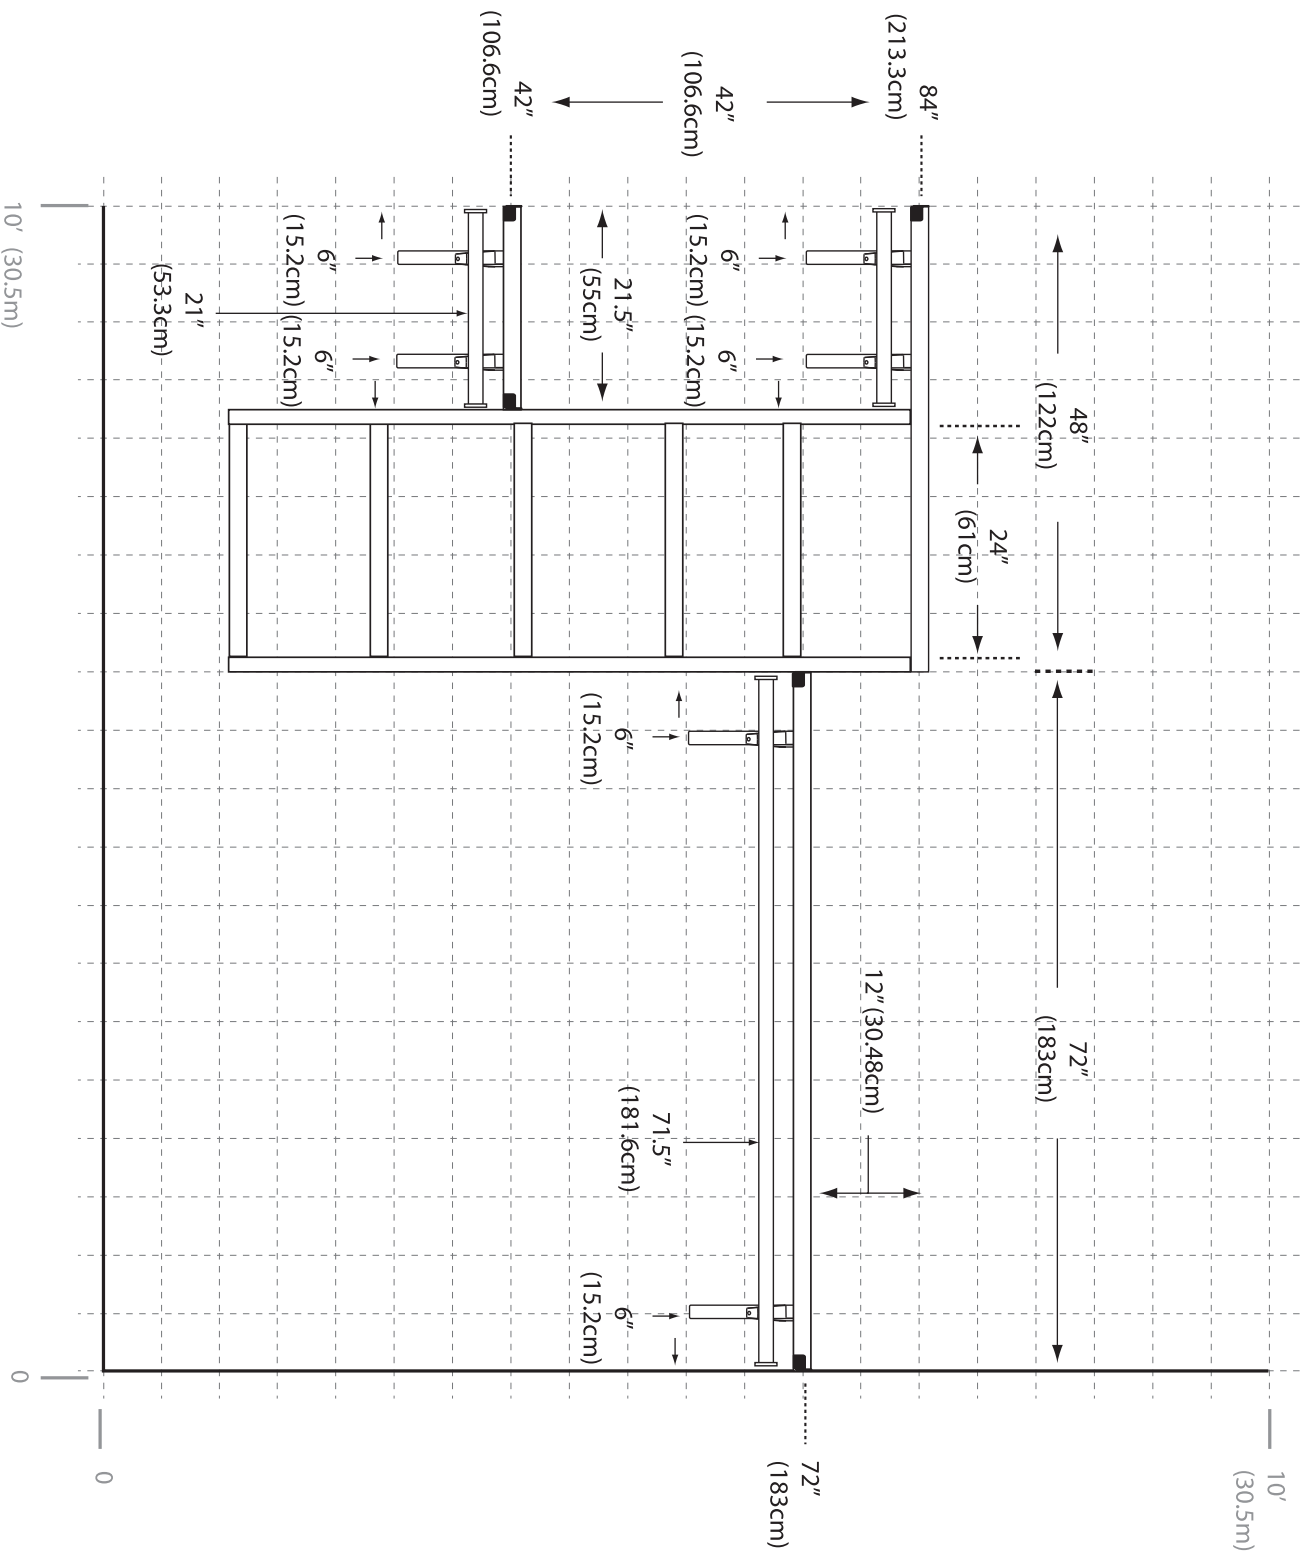 84”
(213.3cm)
42”
(106.6cm)
42”
(106.6cm)
48”
(122cm)
72”
(183cm)
24”
(61cm)
12” (30.48cm)
6”
(15.2cm)
6”
(15.2cm)
21.5”
(55cm)
6”
(15.2cm)
6”
(15.2cm)
21”
(53.3cm)
71.5”
(181.6cm)
6”
(15.2cm)
6”
(15.2cm)
72”
(183cm)
10’
(30.5m)
0
10’ (30.5m)
0